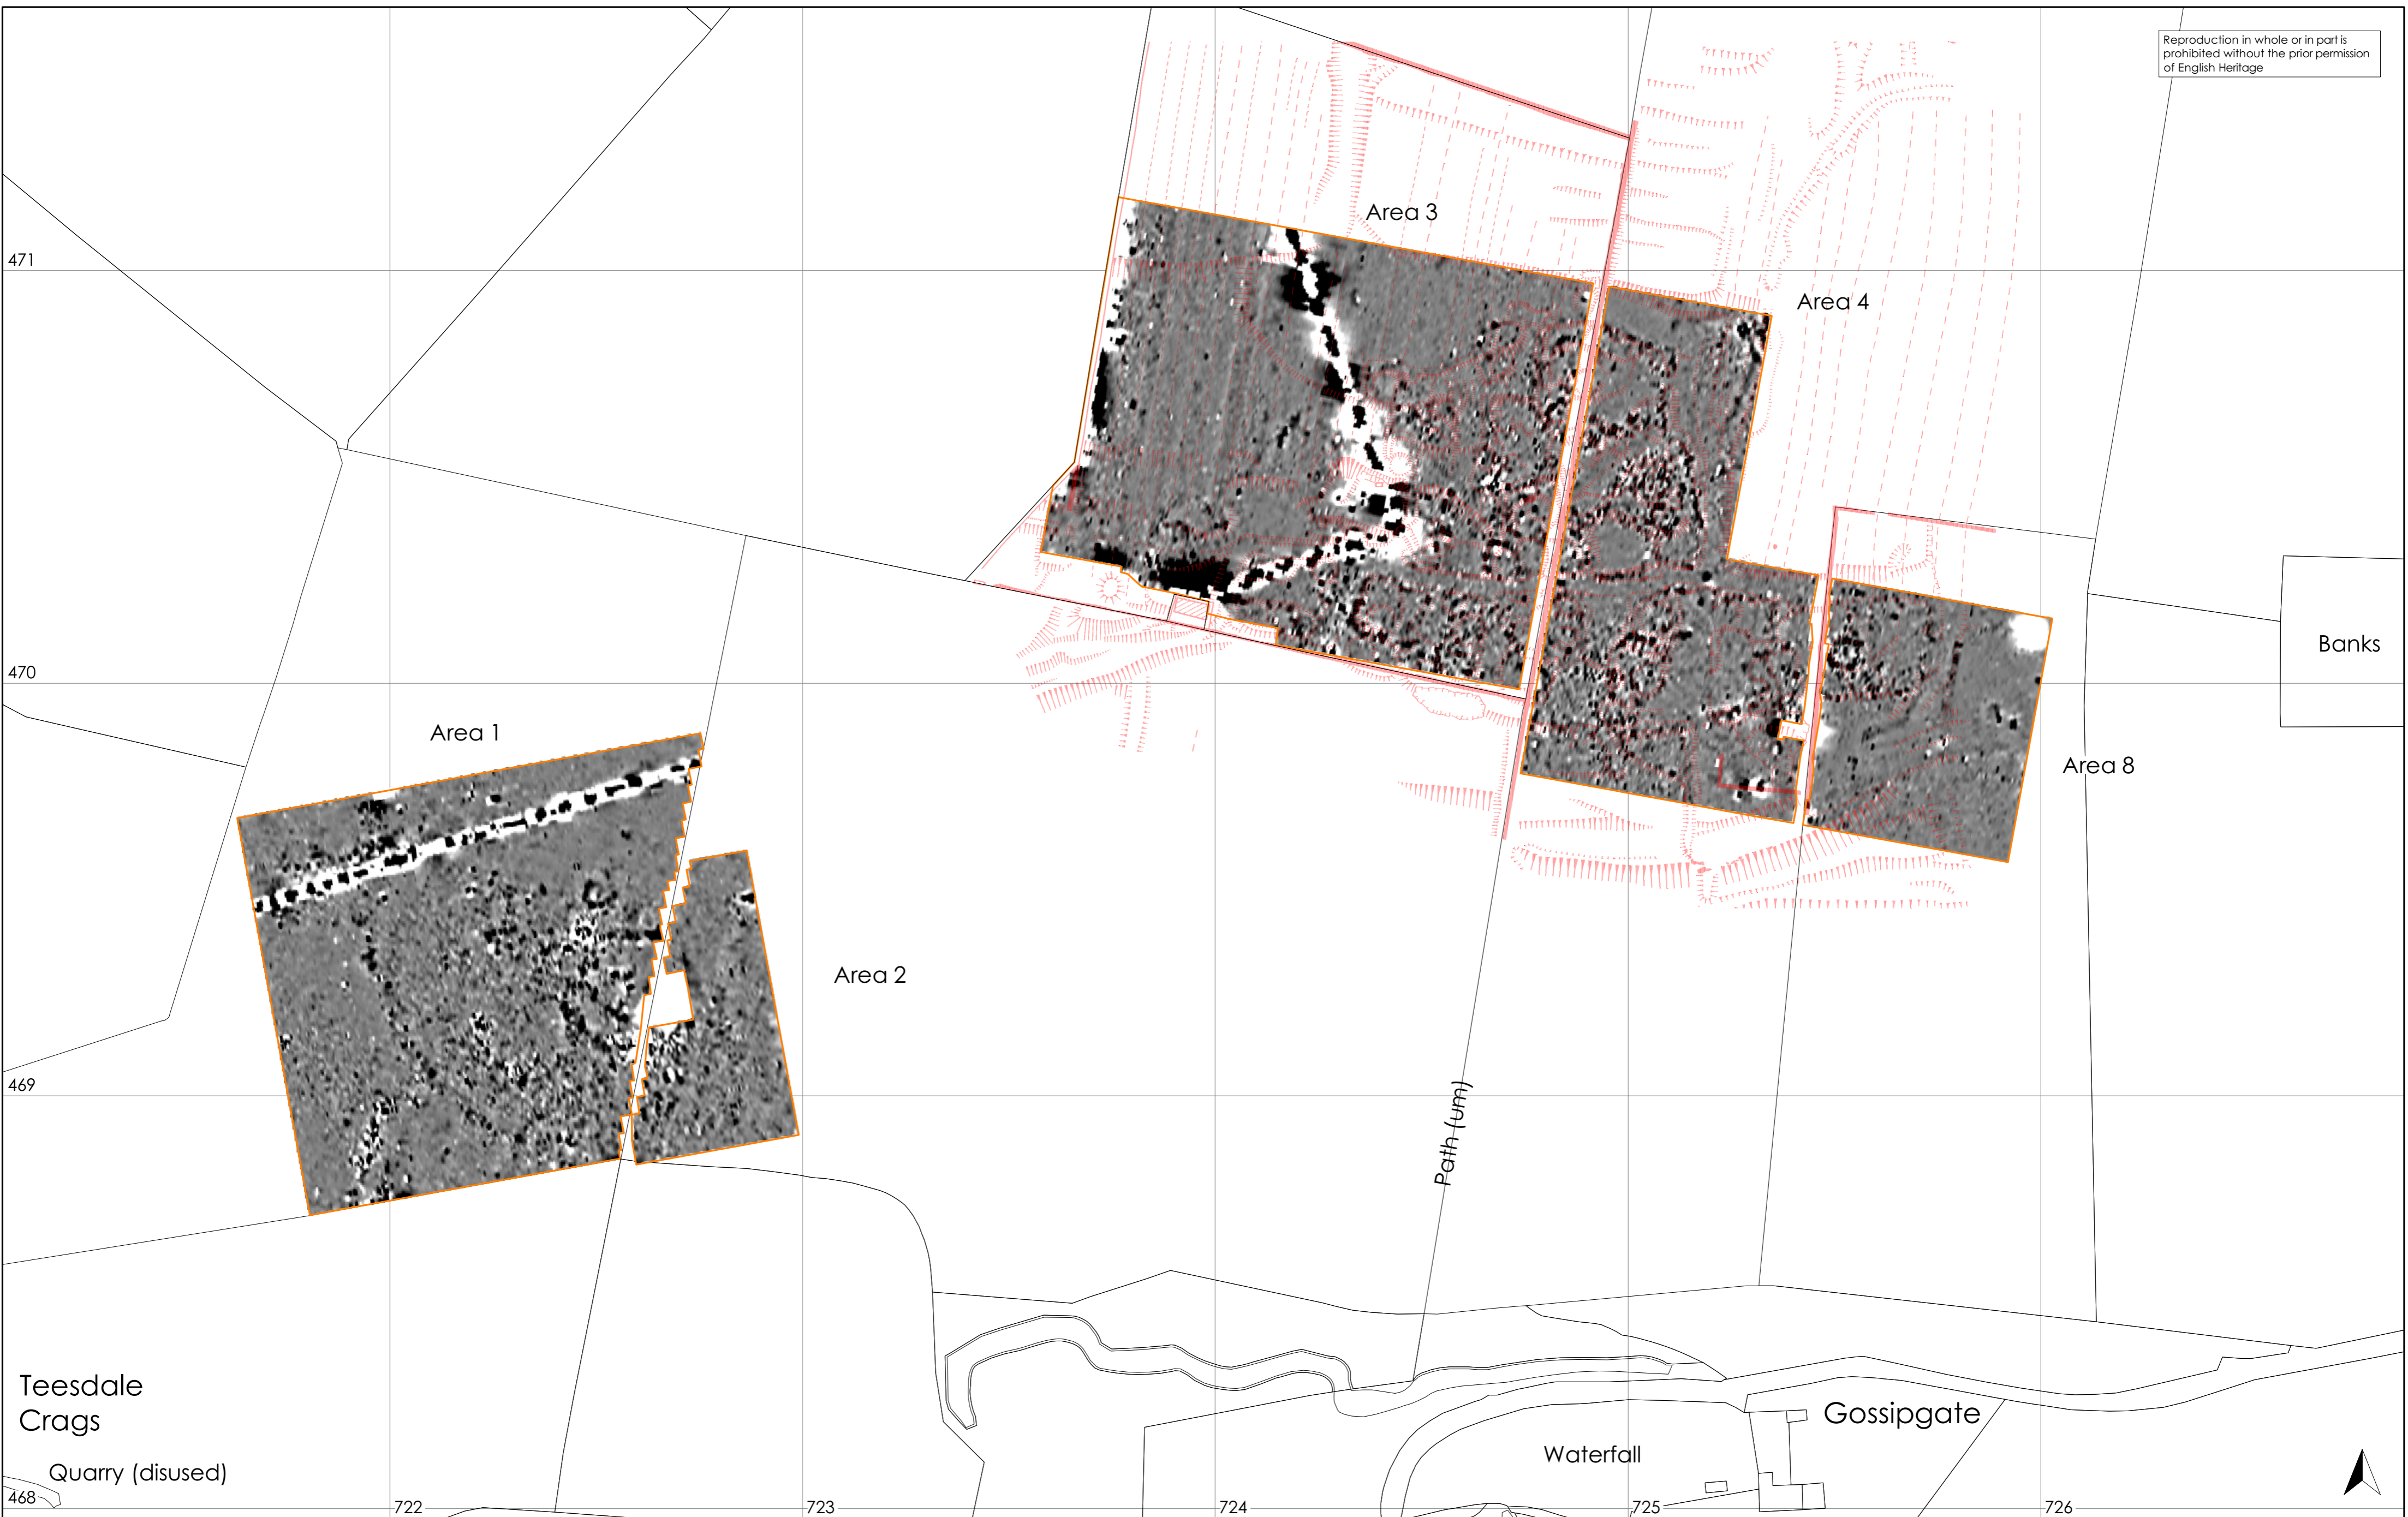 Reproduction in whole or in part is
prohibited without the prior permission
of English Heritage
Area 3
471
Area 4
Banks
470
Area 1
Area 8
Area 2
469
Path (um)
Teesdale
Crags
Gossipgate
Waterfall
Quarry (disused)
468
722
723
724
725
726